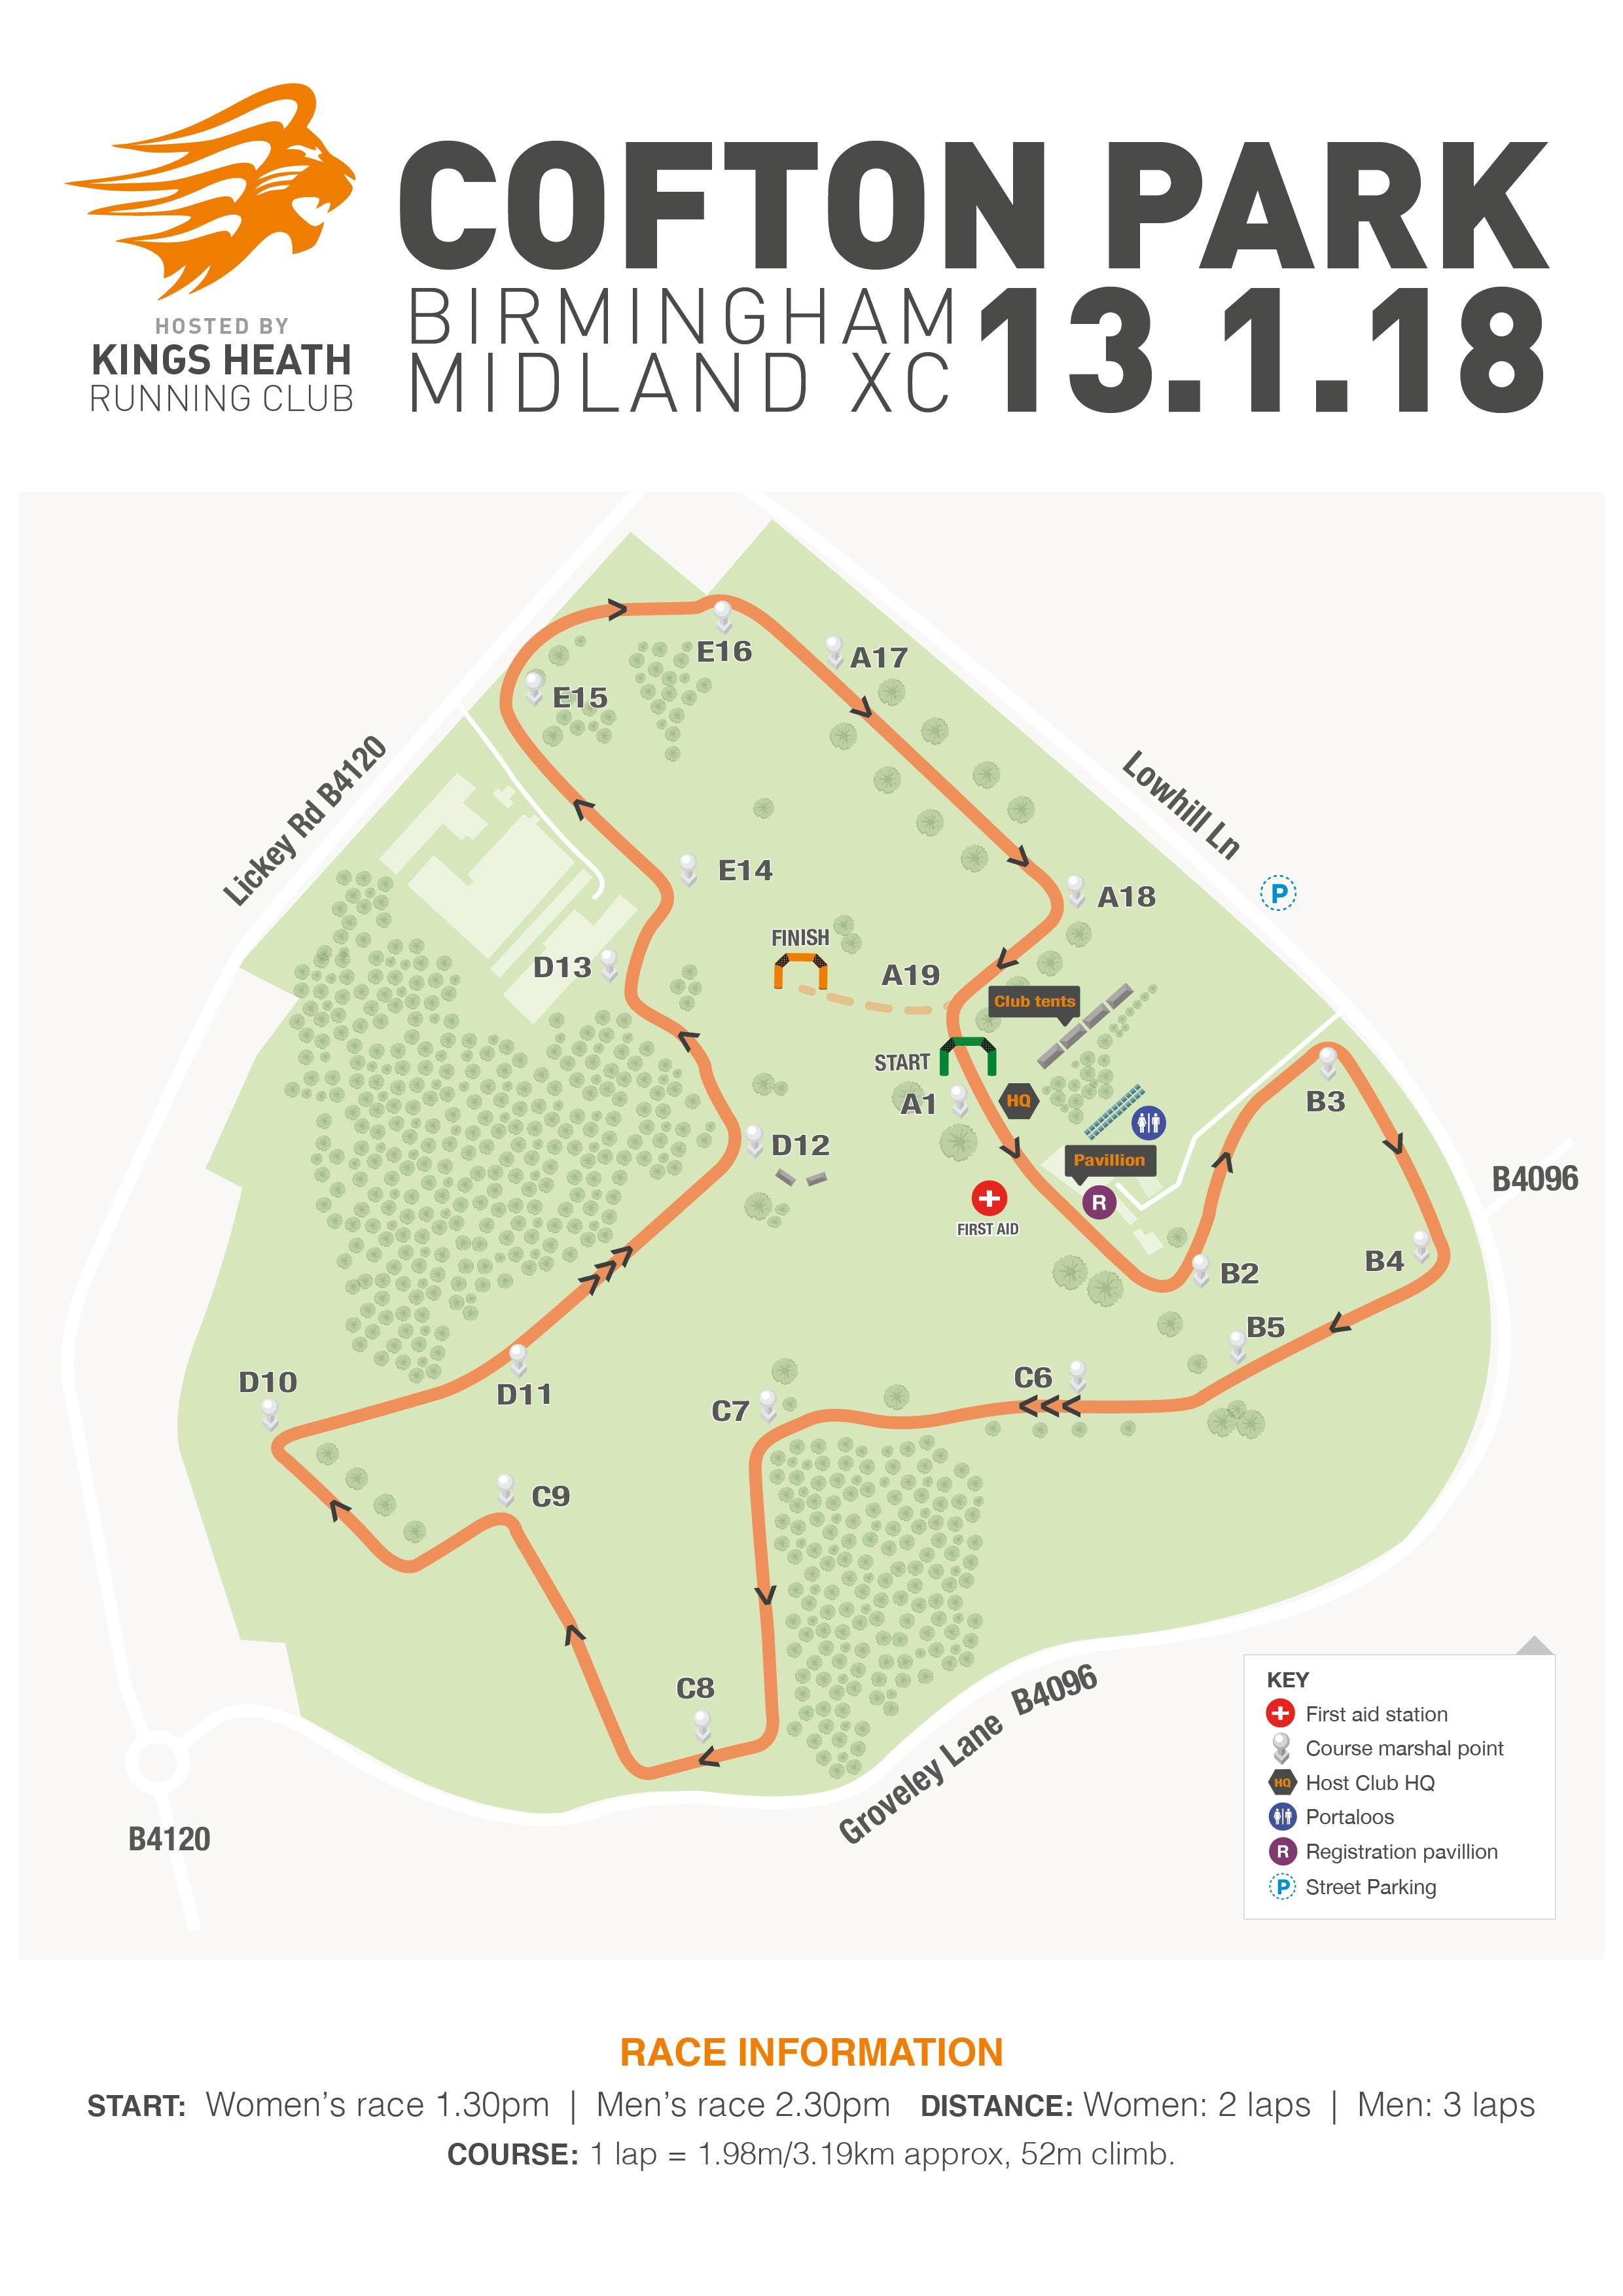 COFTON PARK
BIRMINGHAM
MIDLAND XC
13.1.18
HOSTED BY
KINGS HEATH
RUNNING CLUB
E16
A17
E15
Lickey Rd B4120
Lowhill Ln
P
E14
A18
FINISH
D13
A19
Club tents
START
A1
HQ
B3
D12
Pavillion
R
B4096
FIRST AID
B4
B2
B5
D10
D11
C6
C7
C9
C8
Groveley Lane B4096
B4120
KEY
First aid station
Course marshal point
HQ Host Club HQ
Portaloos
R Registration pavillion
P Street Parking
RACE INFORMATION
START: Women's race 1.30pm | Men's race 2.30pm DISTANCE: Women: 2 laps | Men: 3 laps
COURSE: 1 lap = 1.98m/3.19km approx, 52m climb.